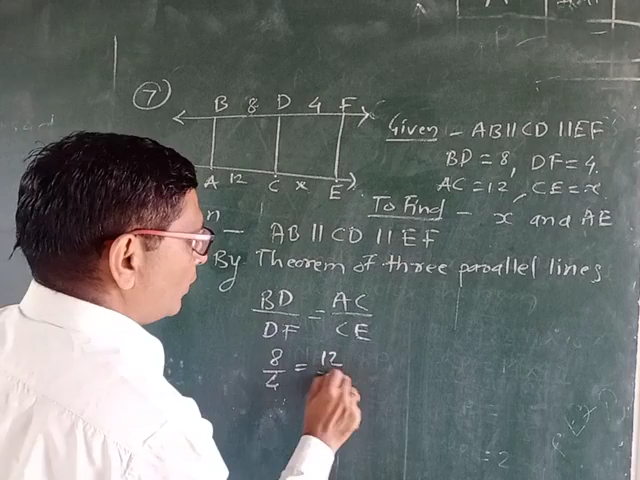 7)
B 8 D 4 F
A 12 C x E
Given - AB || CD || EF
BD = 8, DF = 4.
AC = 12, CE = x
To Find - x, and AE
n - AB || CD || EF
By Theorem of three parallel lines
BD/DF = AC/CE
8/4 = 12
= 2